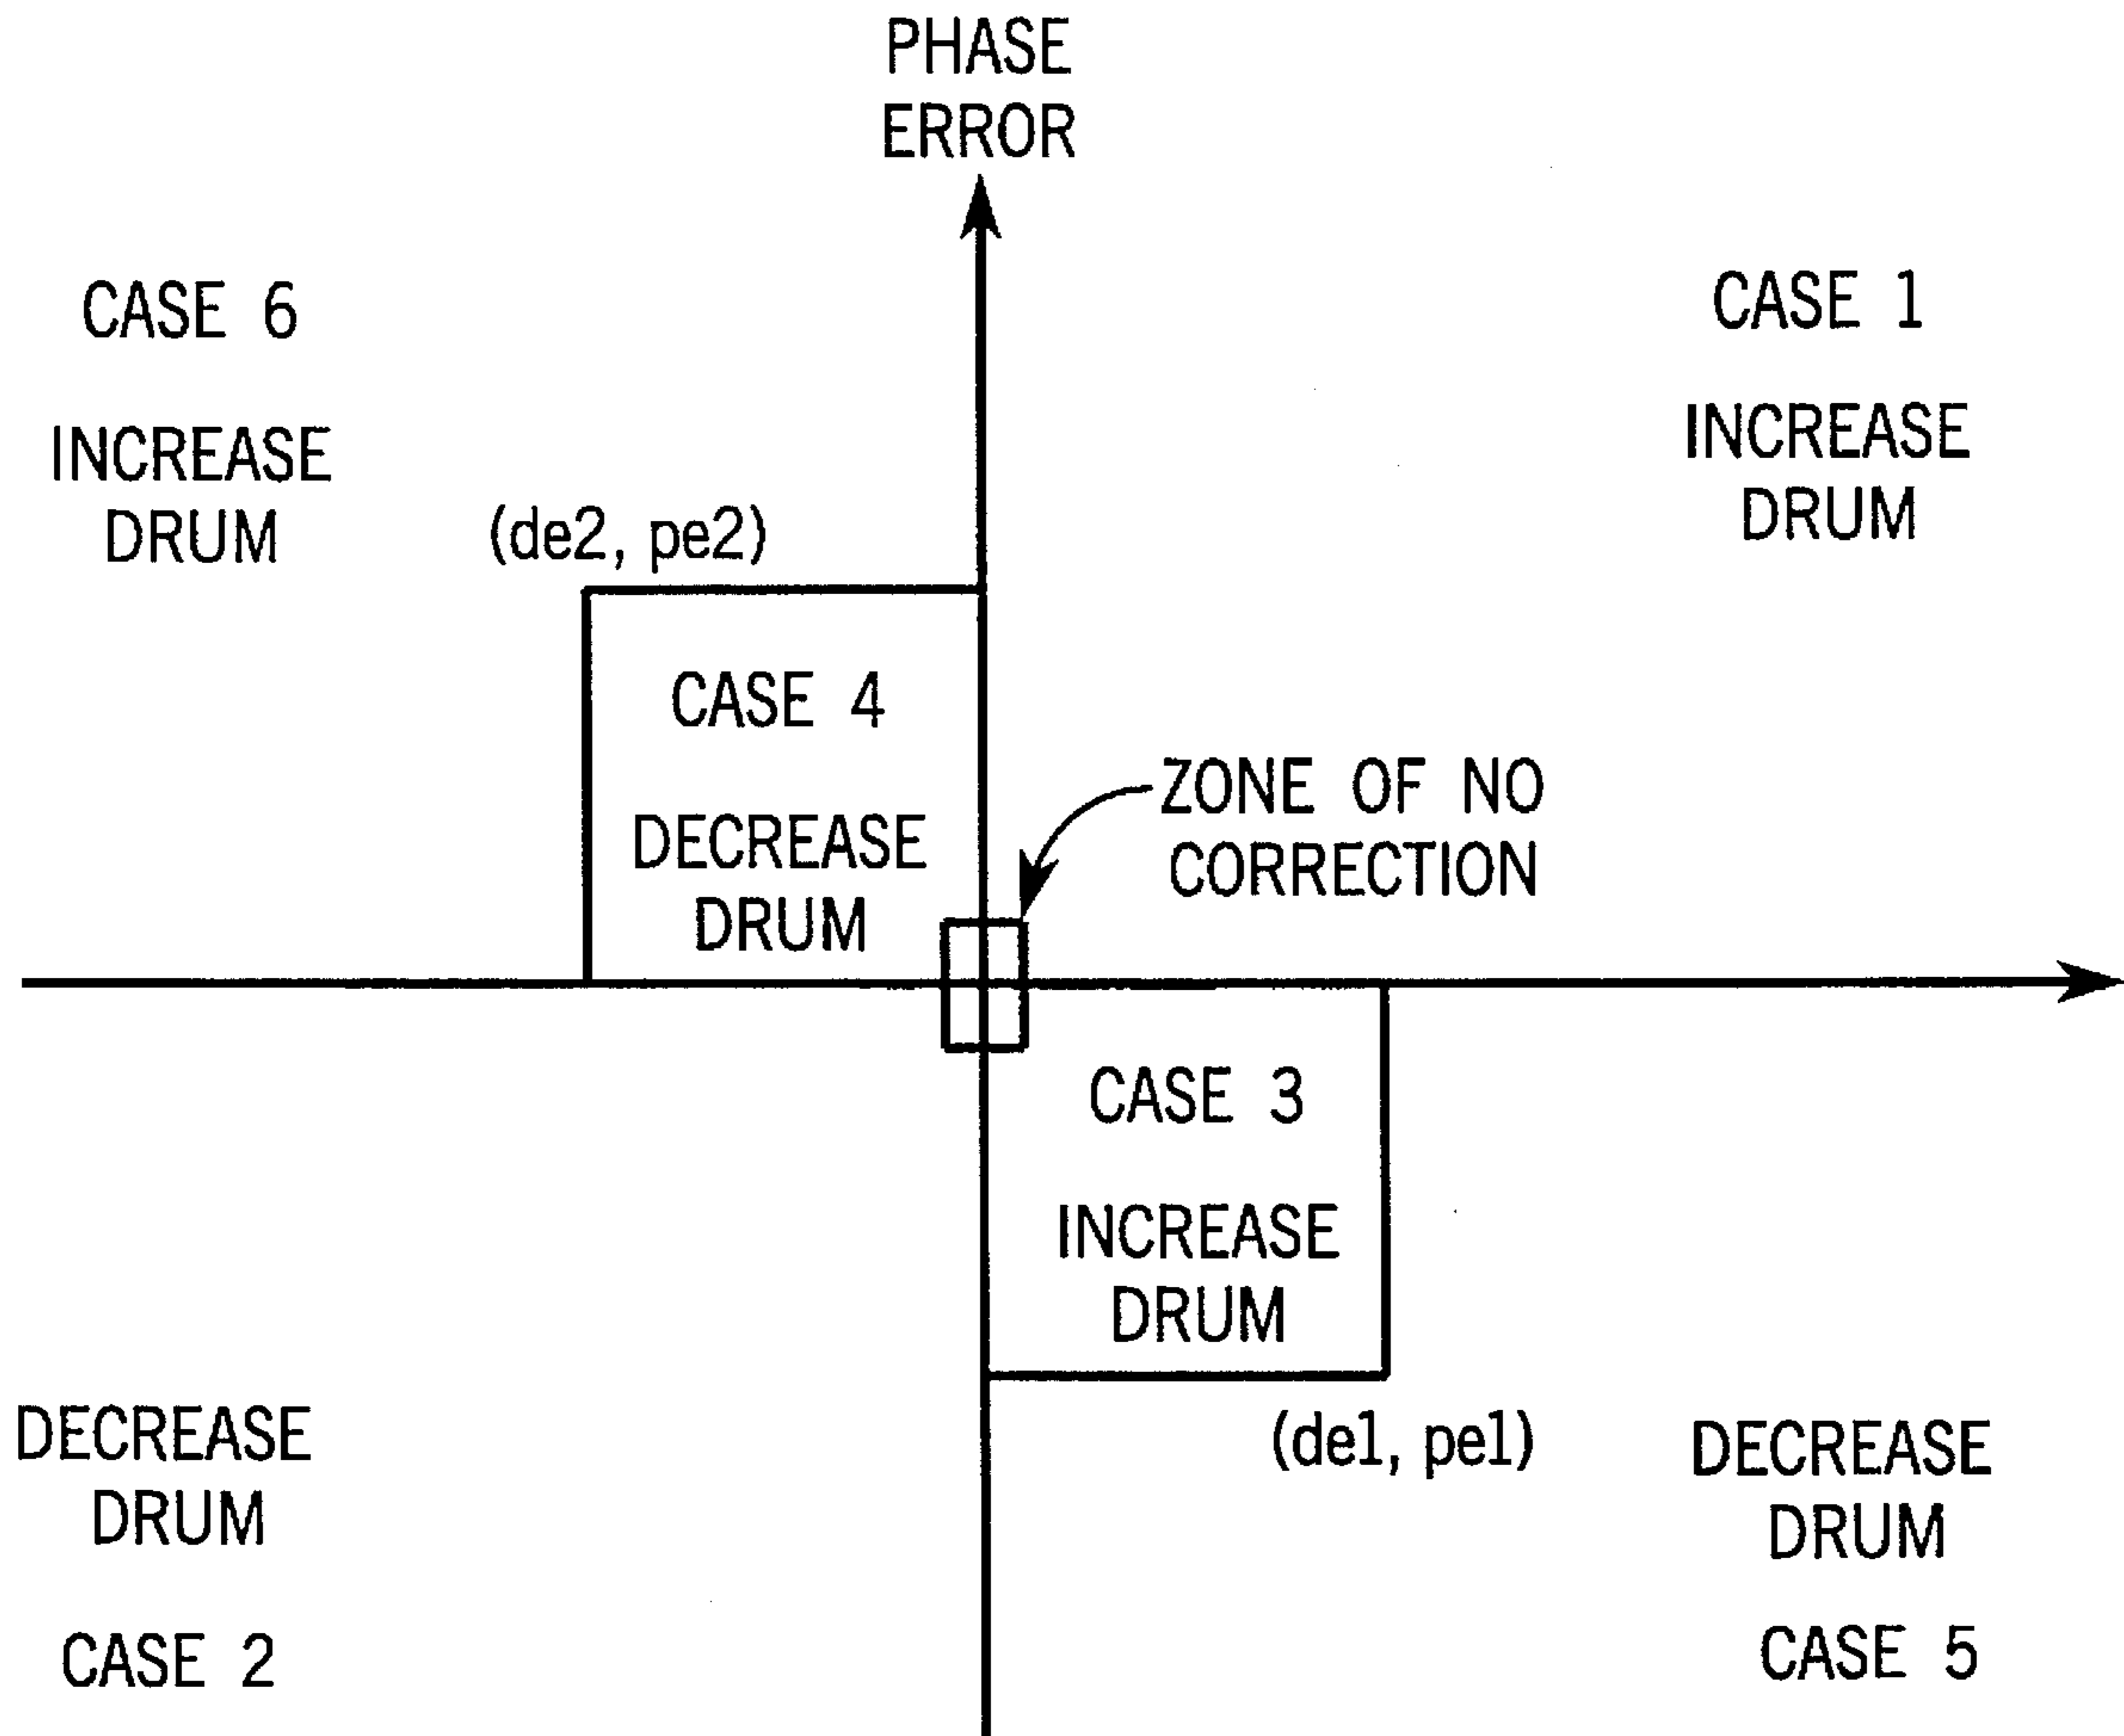 PHASE
ERROR
CASE 6
INCREASE
DRUM
CASE 1
INCREASE
DRUM
(de2, pe2)
CASE 4
DECREASE
DRUM
ZONE OF NO
CORRECTION
CASE 3
INCREASE
DRUM
(de1, pe1)
DECREASE
DRUM
CASE 2
DECREASE
DRUM
CASE 5